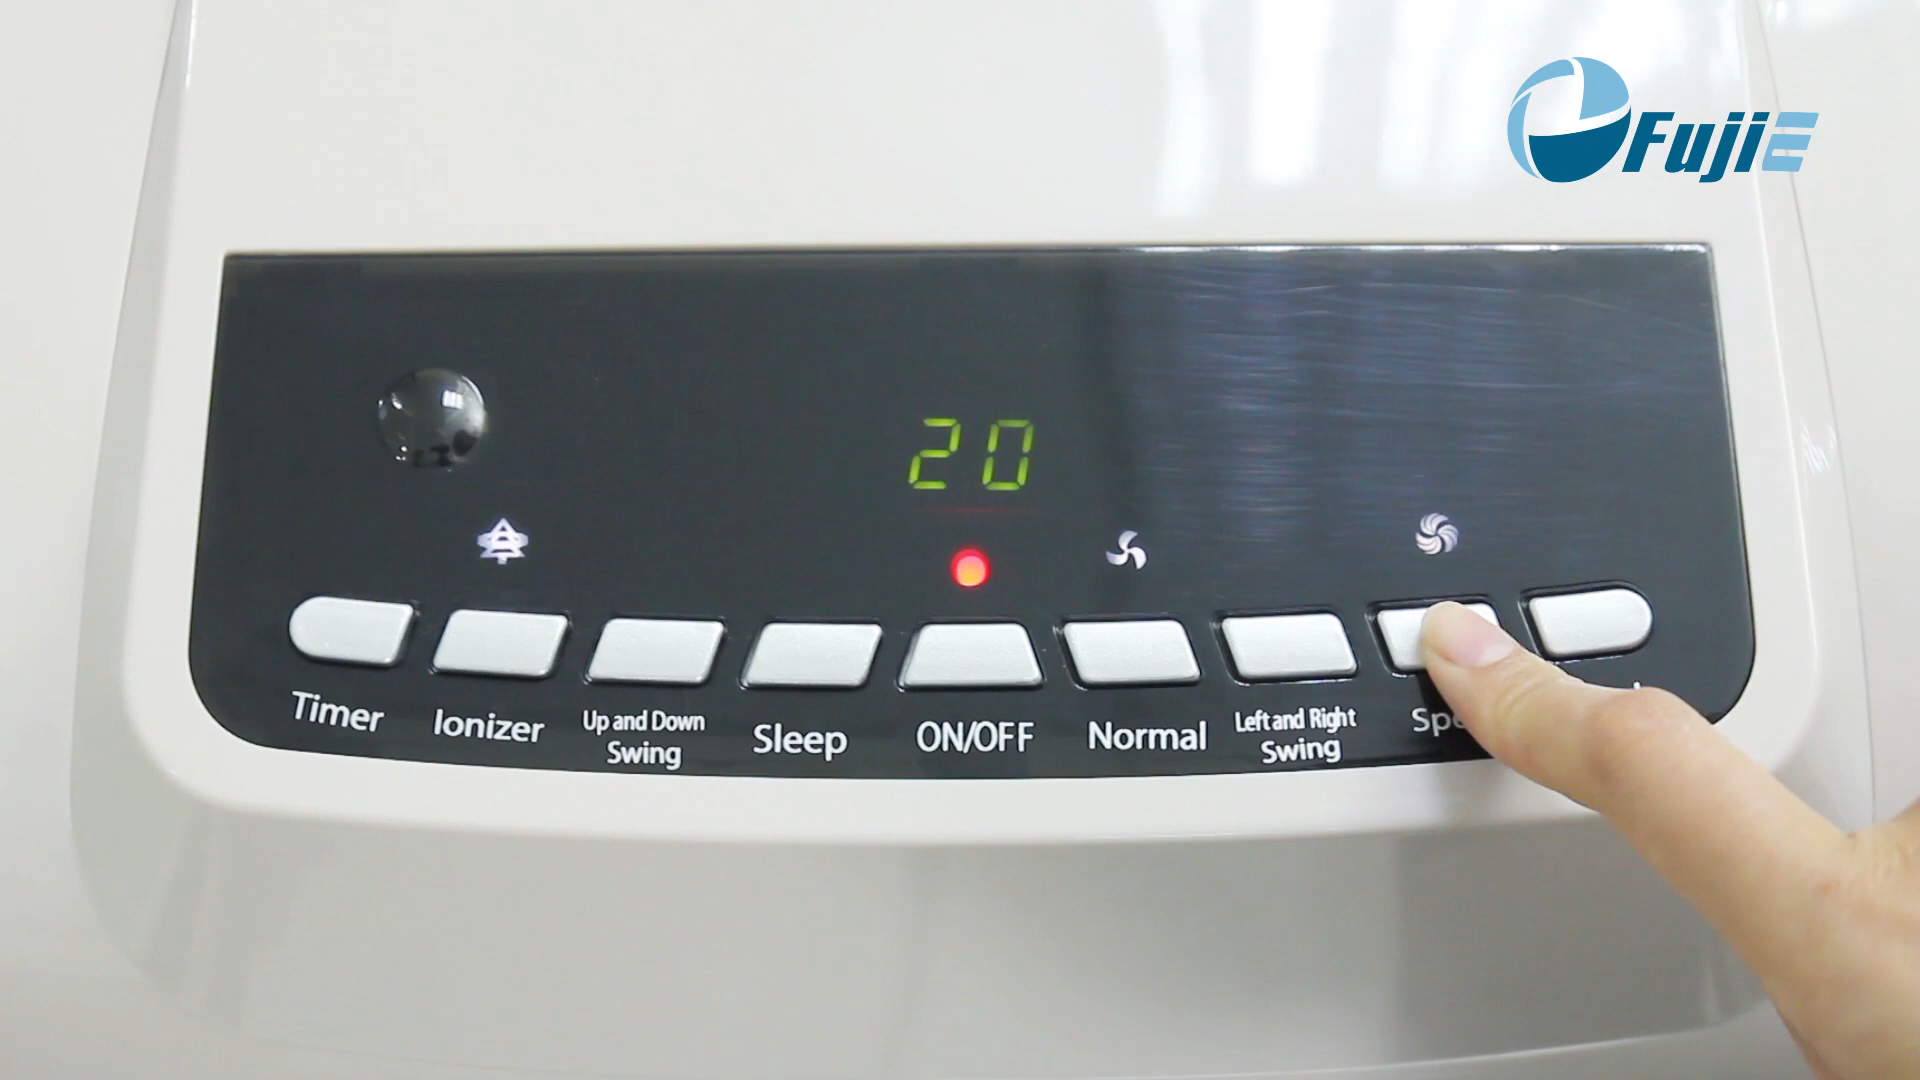 FujiE
20
Timer
Ionizer
Up and Down
Swing
Sleep
ON/OFF
Normal
Left and Right
Swing